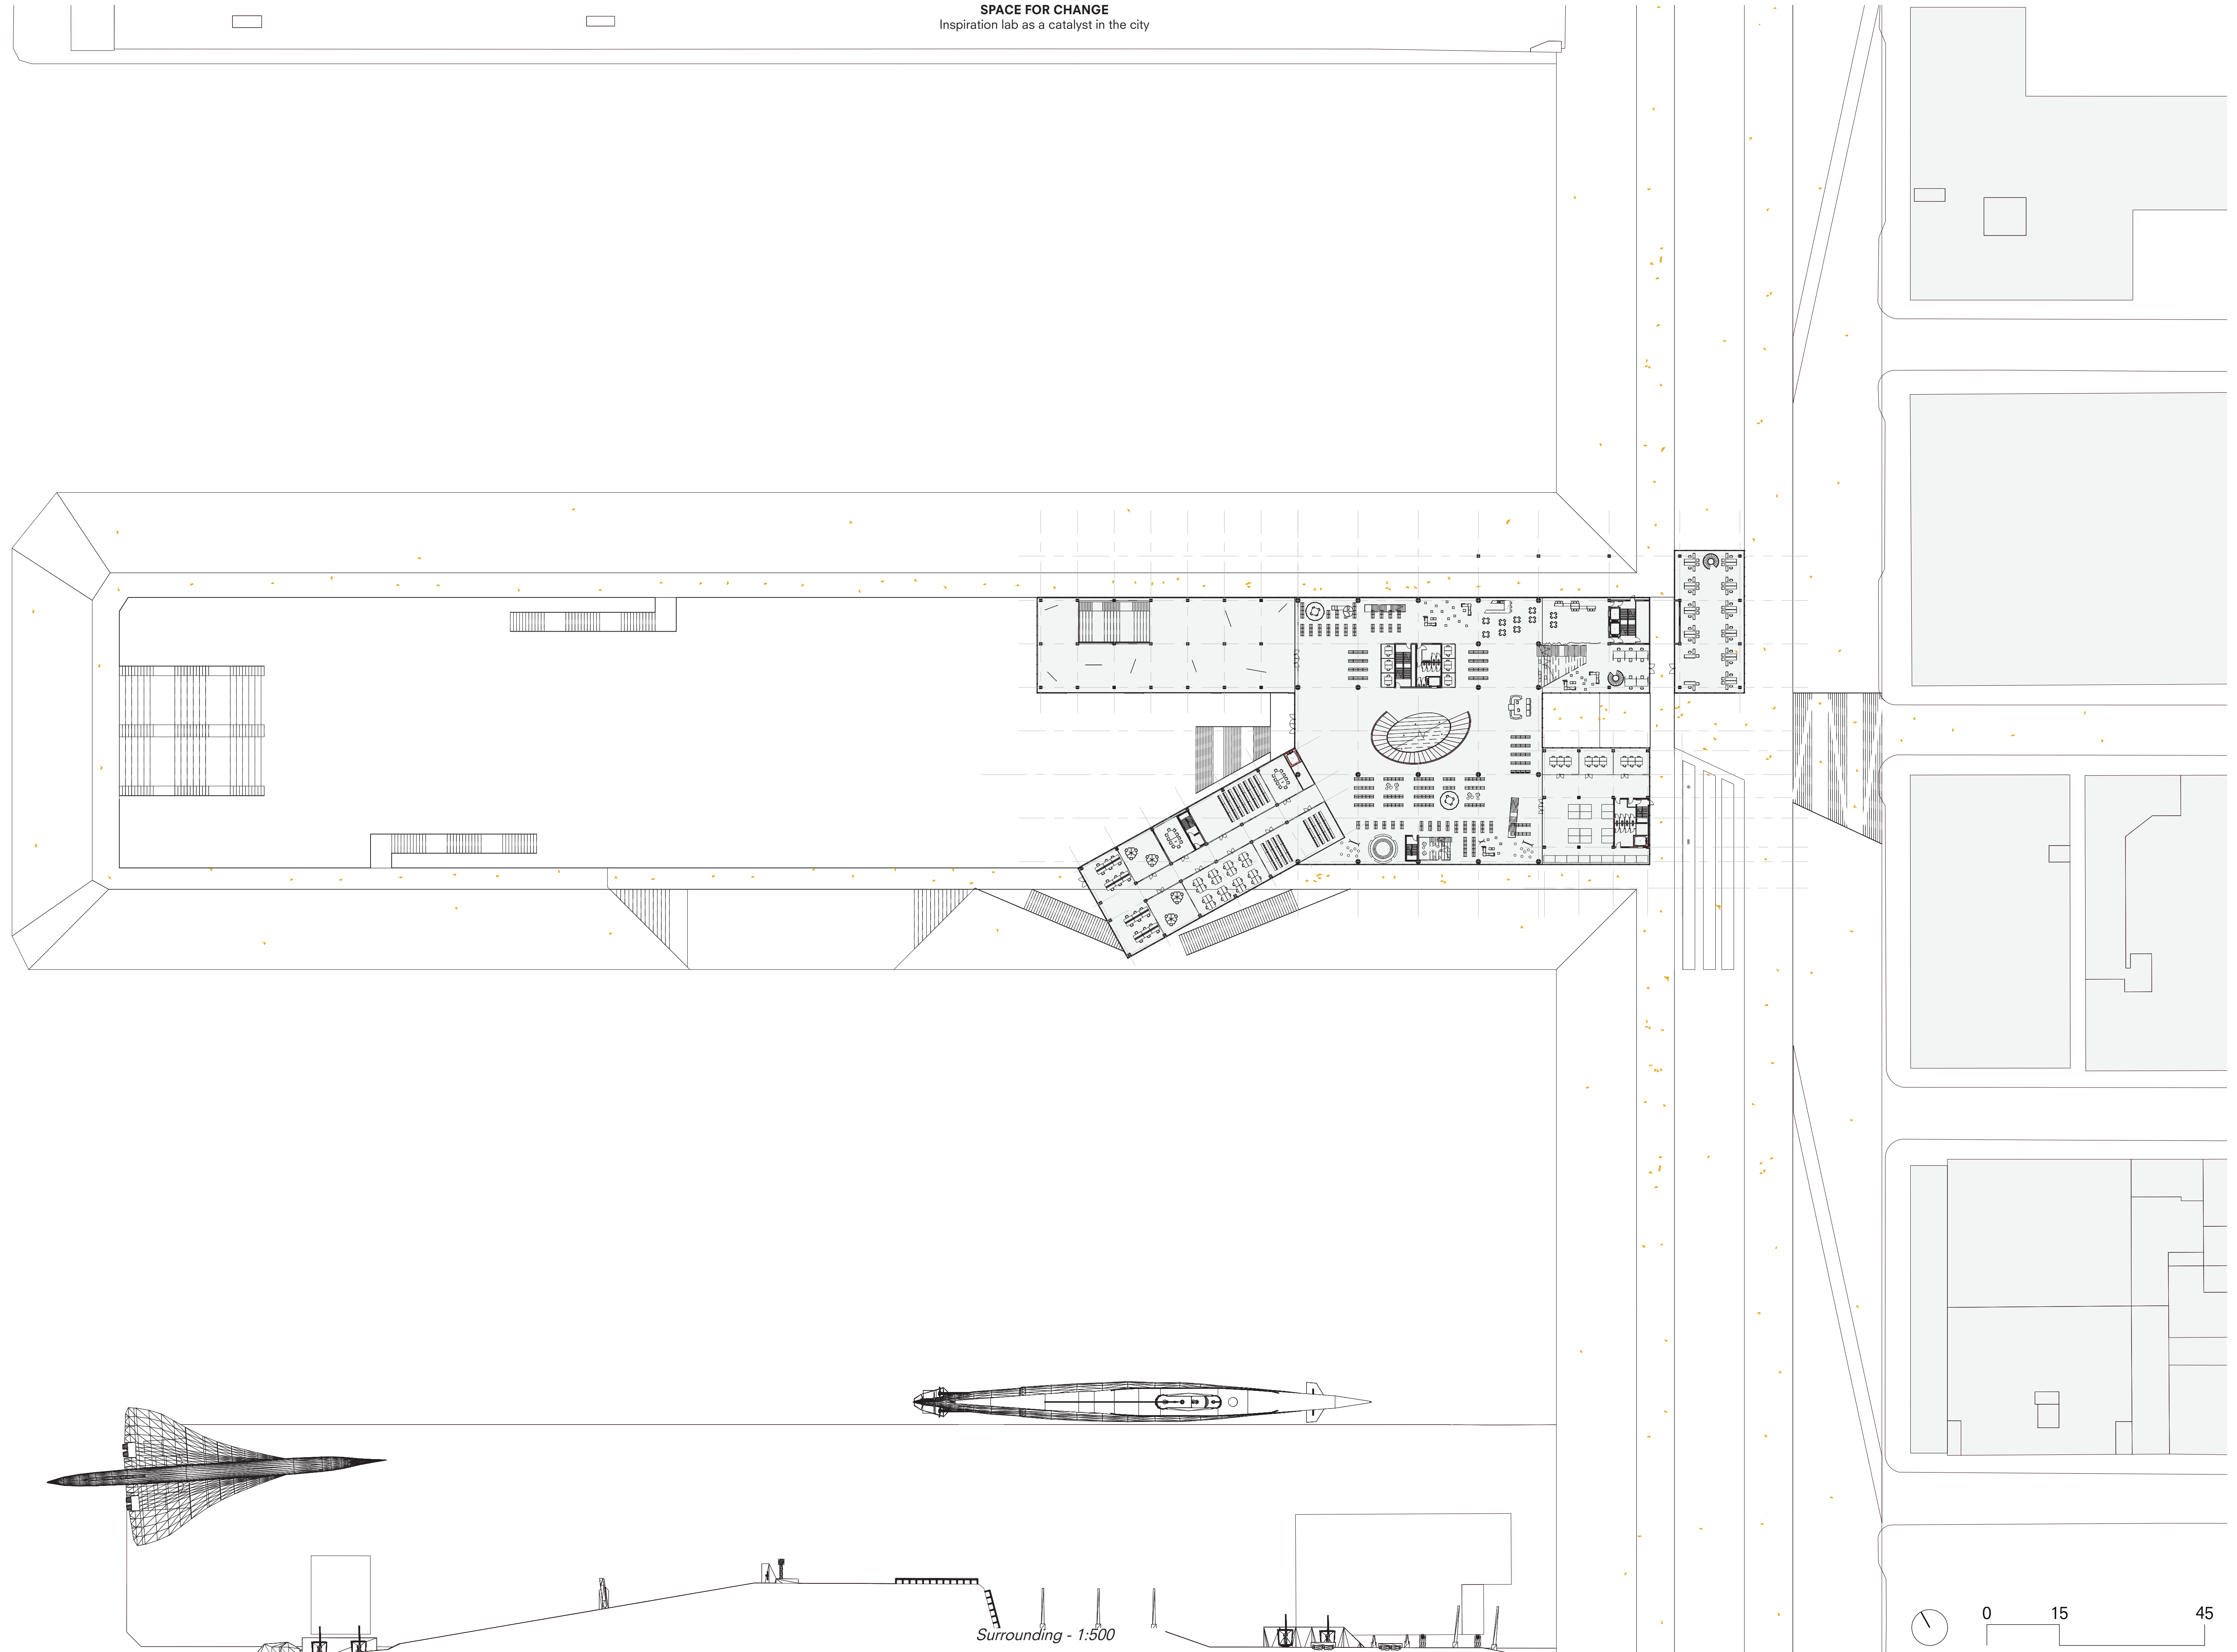 SPACE FOR CHANGE
Inspiration lab as a catalyst in the city
Surrounding - 1:500
0 15 45